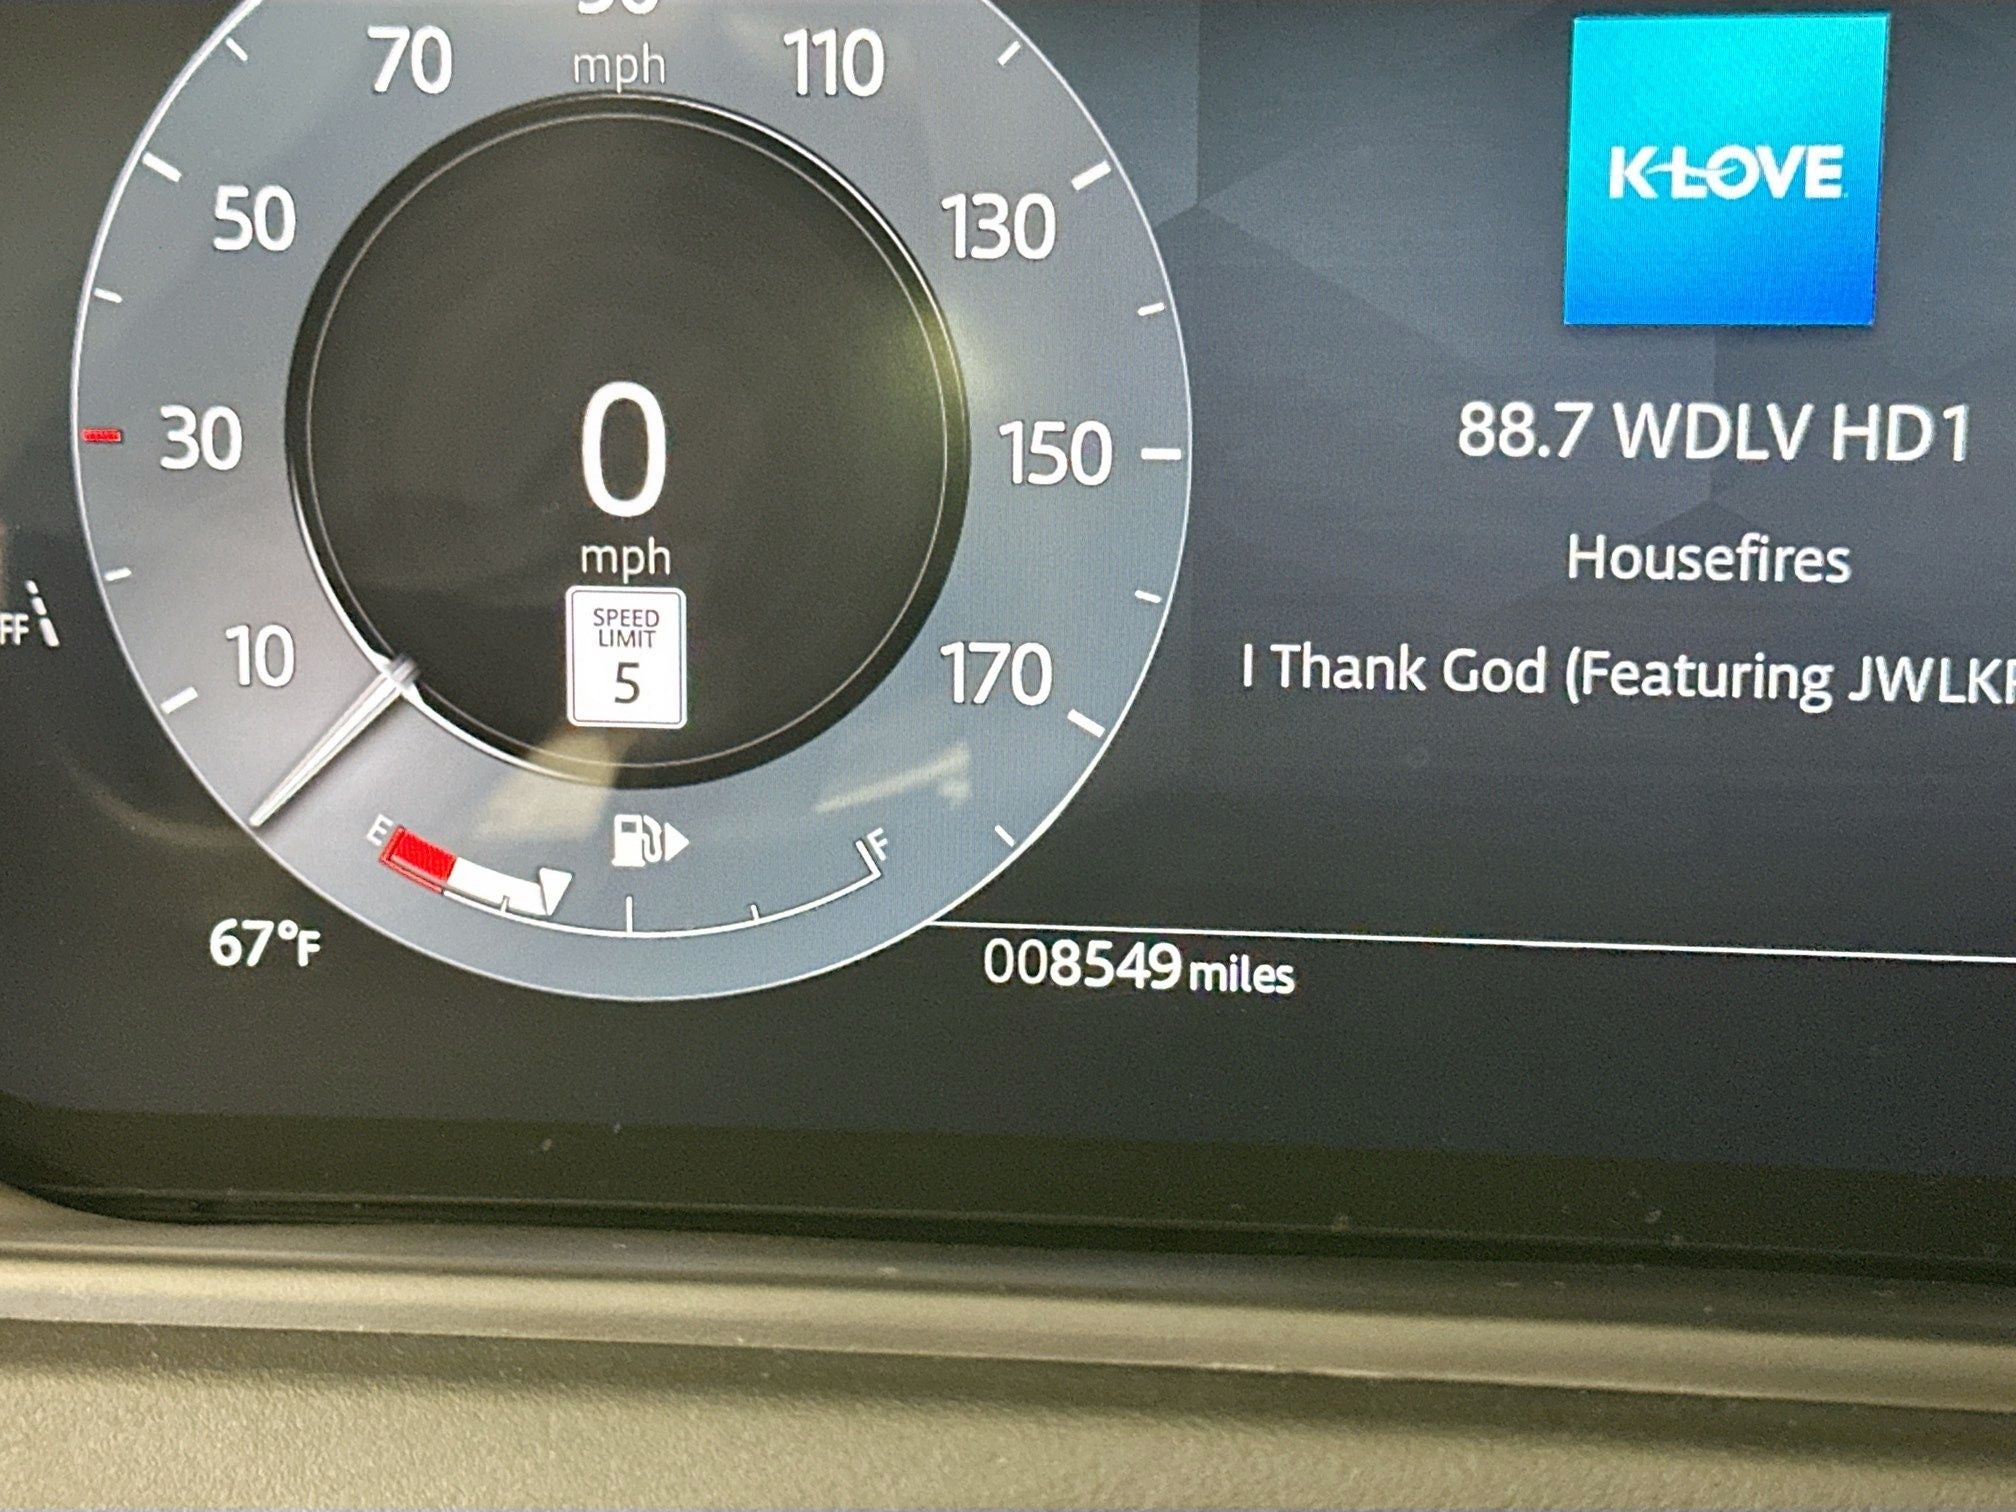 70
mph
110
50
130
30
150
10
170
0
mph
SPEED
LIMIT
5
E
F
67°F
008549 miles
K-LOVE
88.7 WDLV HD1
Housefires
I Thank God (Featuring